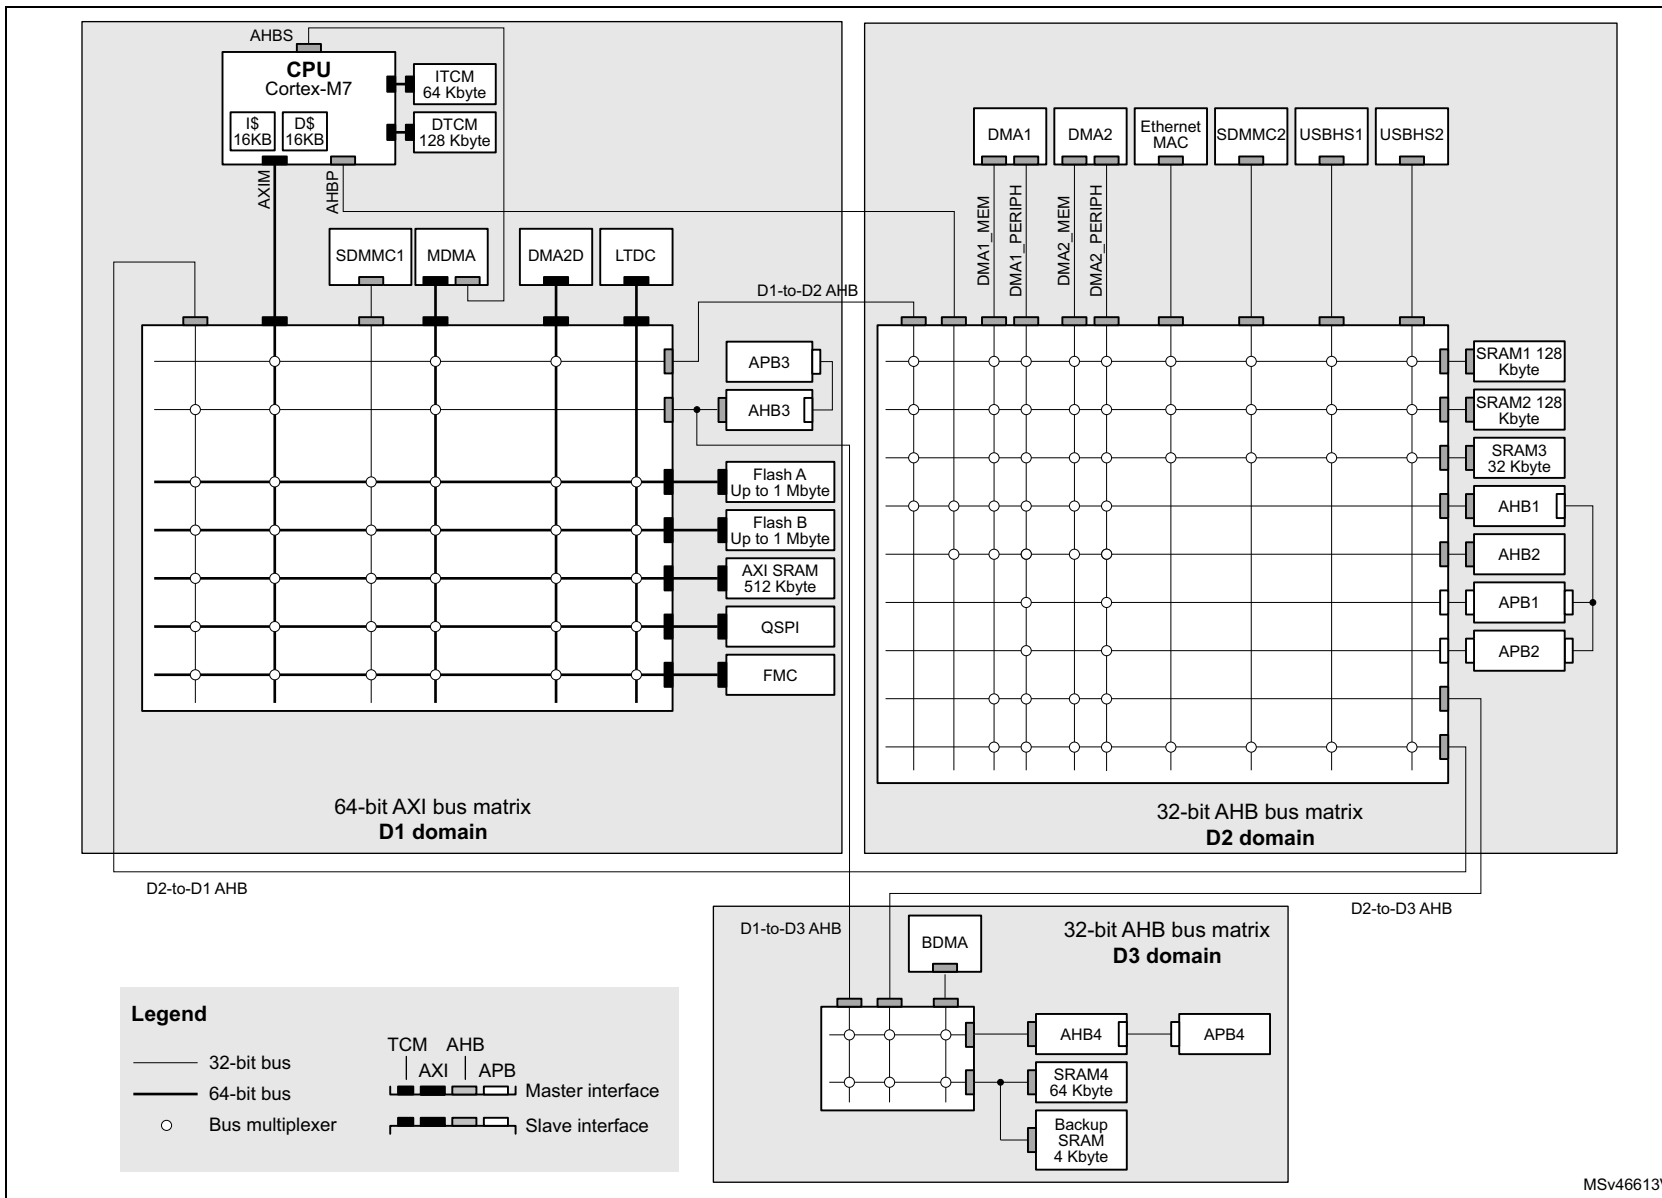 AHBS
CPU
Cortex-M7
I$
16KB
D$
16KB
ITCM
64 Kbyte
DTCM
128 Kbyte
AXIM
AHBP
SDMMC1
MDMA
DMA2D
LTDC
D1-to-D2 AHB
APB3
AHB3
Flash A
Up to 1 Mbyte
Flash B
Up to 1 Mbyte
AXI SRAM
512 Kbyte
QSPI
FMC
64-bit AXI bus matrix
D1 domain
DMA1
DMA2
Ethernet
MAC
SDMMC2
USBHS1
USBHS2
DMA1_MEM
DMA1_PERIPH
DMA2_MEM
DMA2_PERIPH
SRAM1 128
Kbyte
SRAM2 128
Kbyte
SRAM3
32 Kbyte
AHB1
AHB2
APB1
APB2
32-bit AHB bus matrix
D2 domain
D2-to-D1 AHB
D2-to-D3 AHB
D1-to-D3 AHB
BDMA
32-bit AHB bus matrix
D3 domain
AHB4
APB4
SRAM4
64 Kbyte
Backup
SRAM
4 Kbyte
Legend
32-bit bus
64-bit bus
Bus multiplexer
TCM
AHB
AXI
APB
Master interface
Slave interface